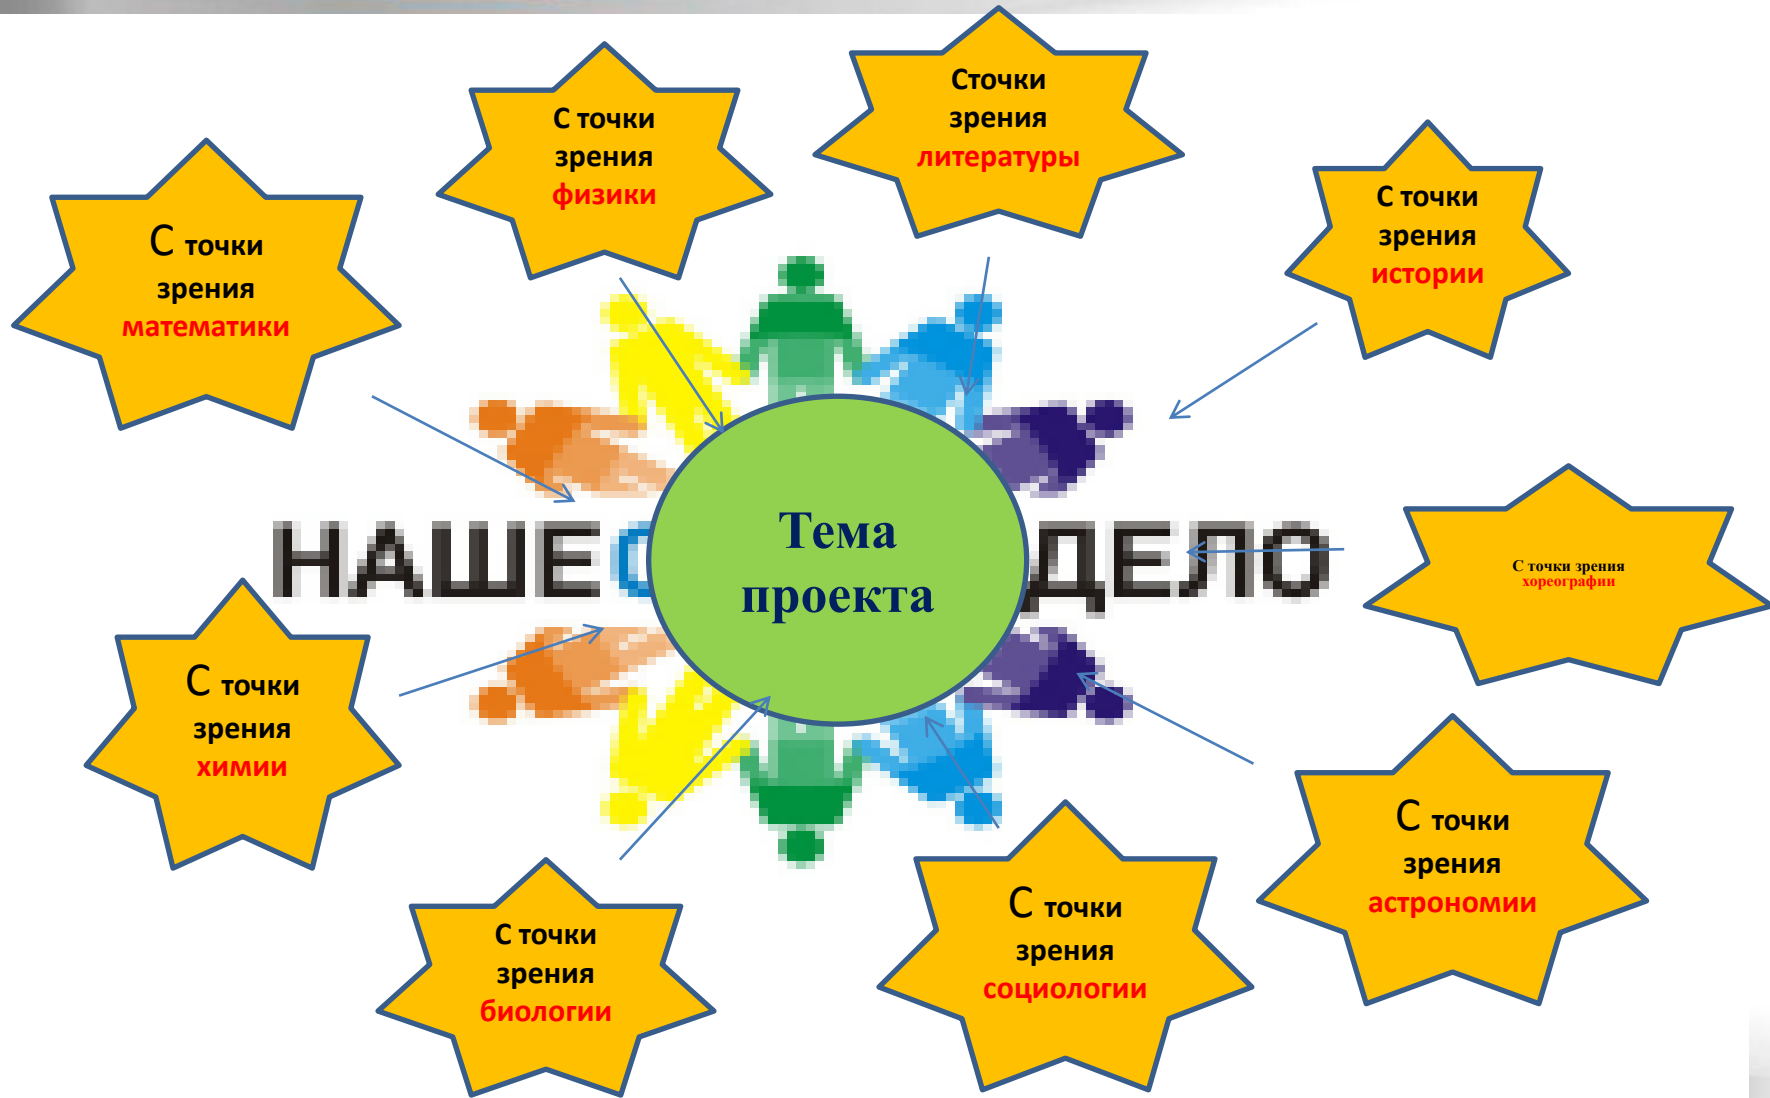 Сточки
зрения
литературы
С точки
зрения
физики
С точки
зрения
истории
С точки
зрения
математики
НАШЕ
ДЕЛО
Тема
проекта
С точки зрения
хореографии
С точки
зрения
химии
С точки
зрения
астрономии
С точки
зрения
социологии
С точки
зрения
биологии